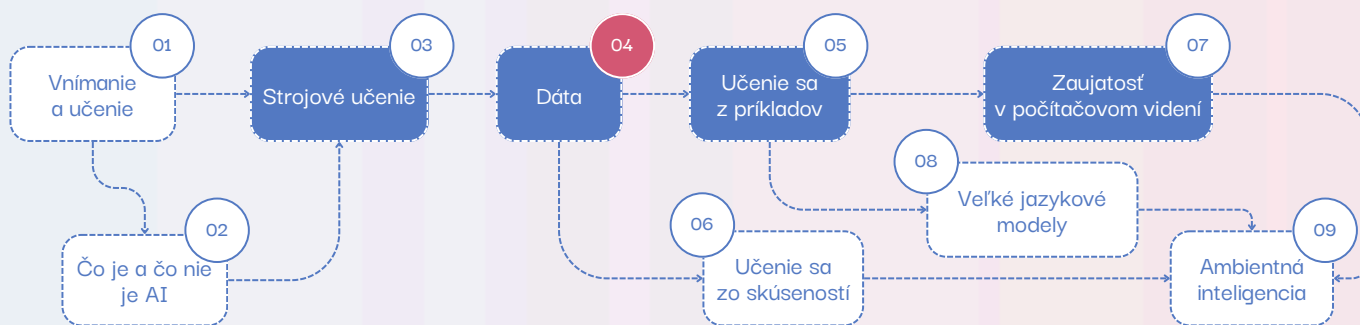 01
Vnímanie
a učenie
02
Čo je a čo nie
je AI
03
Strojové učenie
04
Dáta
05
Učenie sa
z príkladov
06
Učenie sa
zo skúseností
07
Zaujatosť
v počítačovom videní
08
Veľké jazykové
modely
09
Ambientná
inteligencia